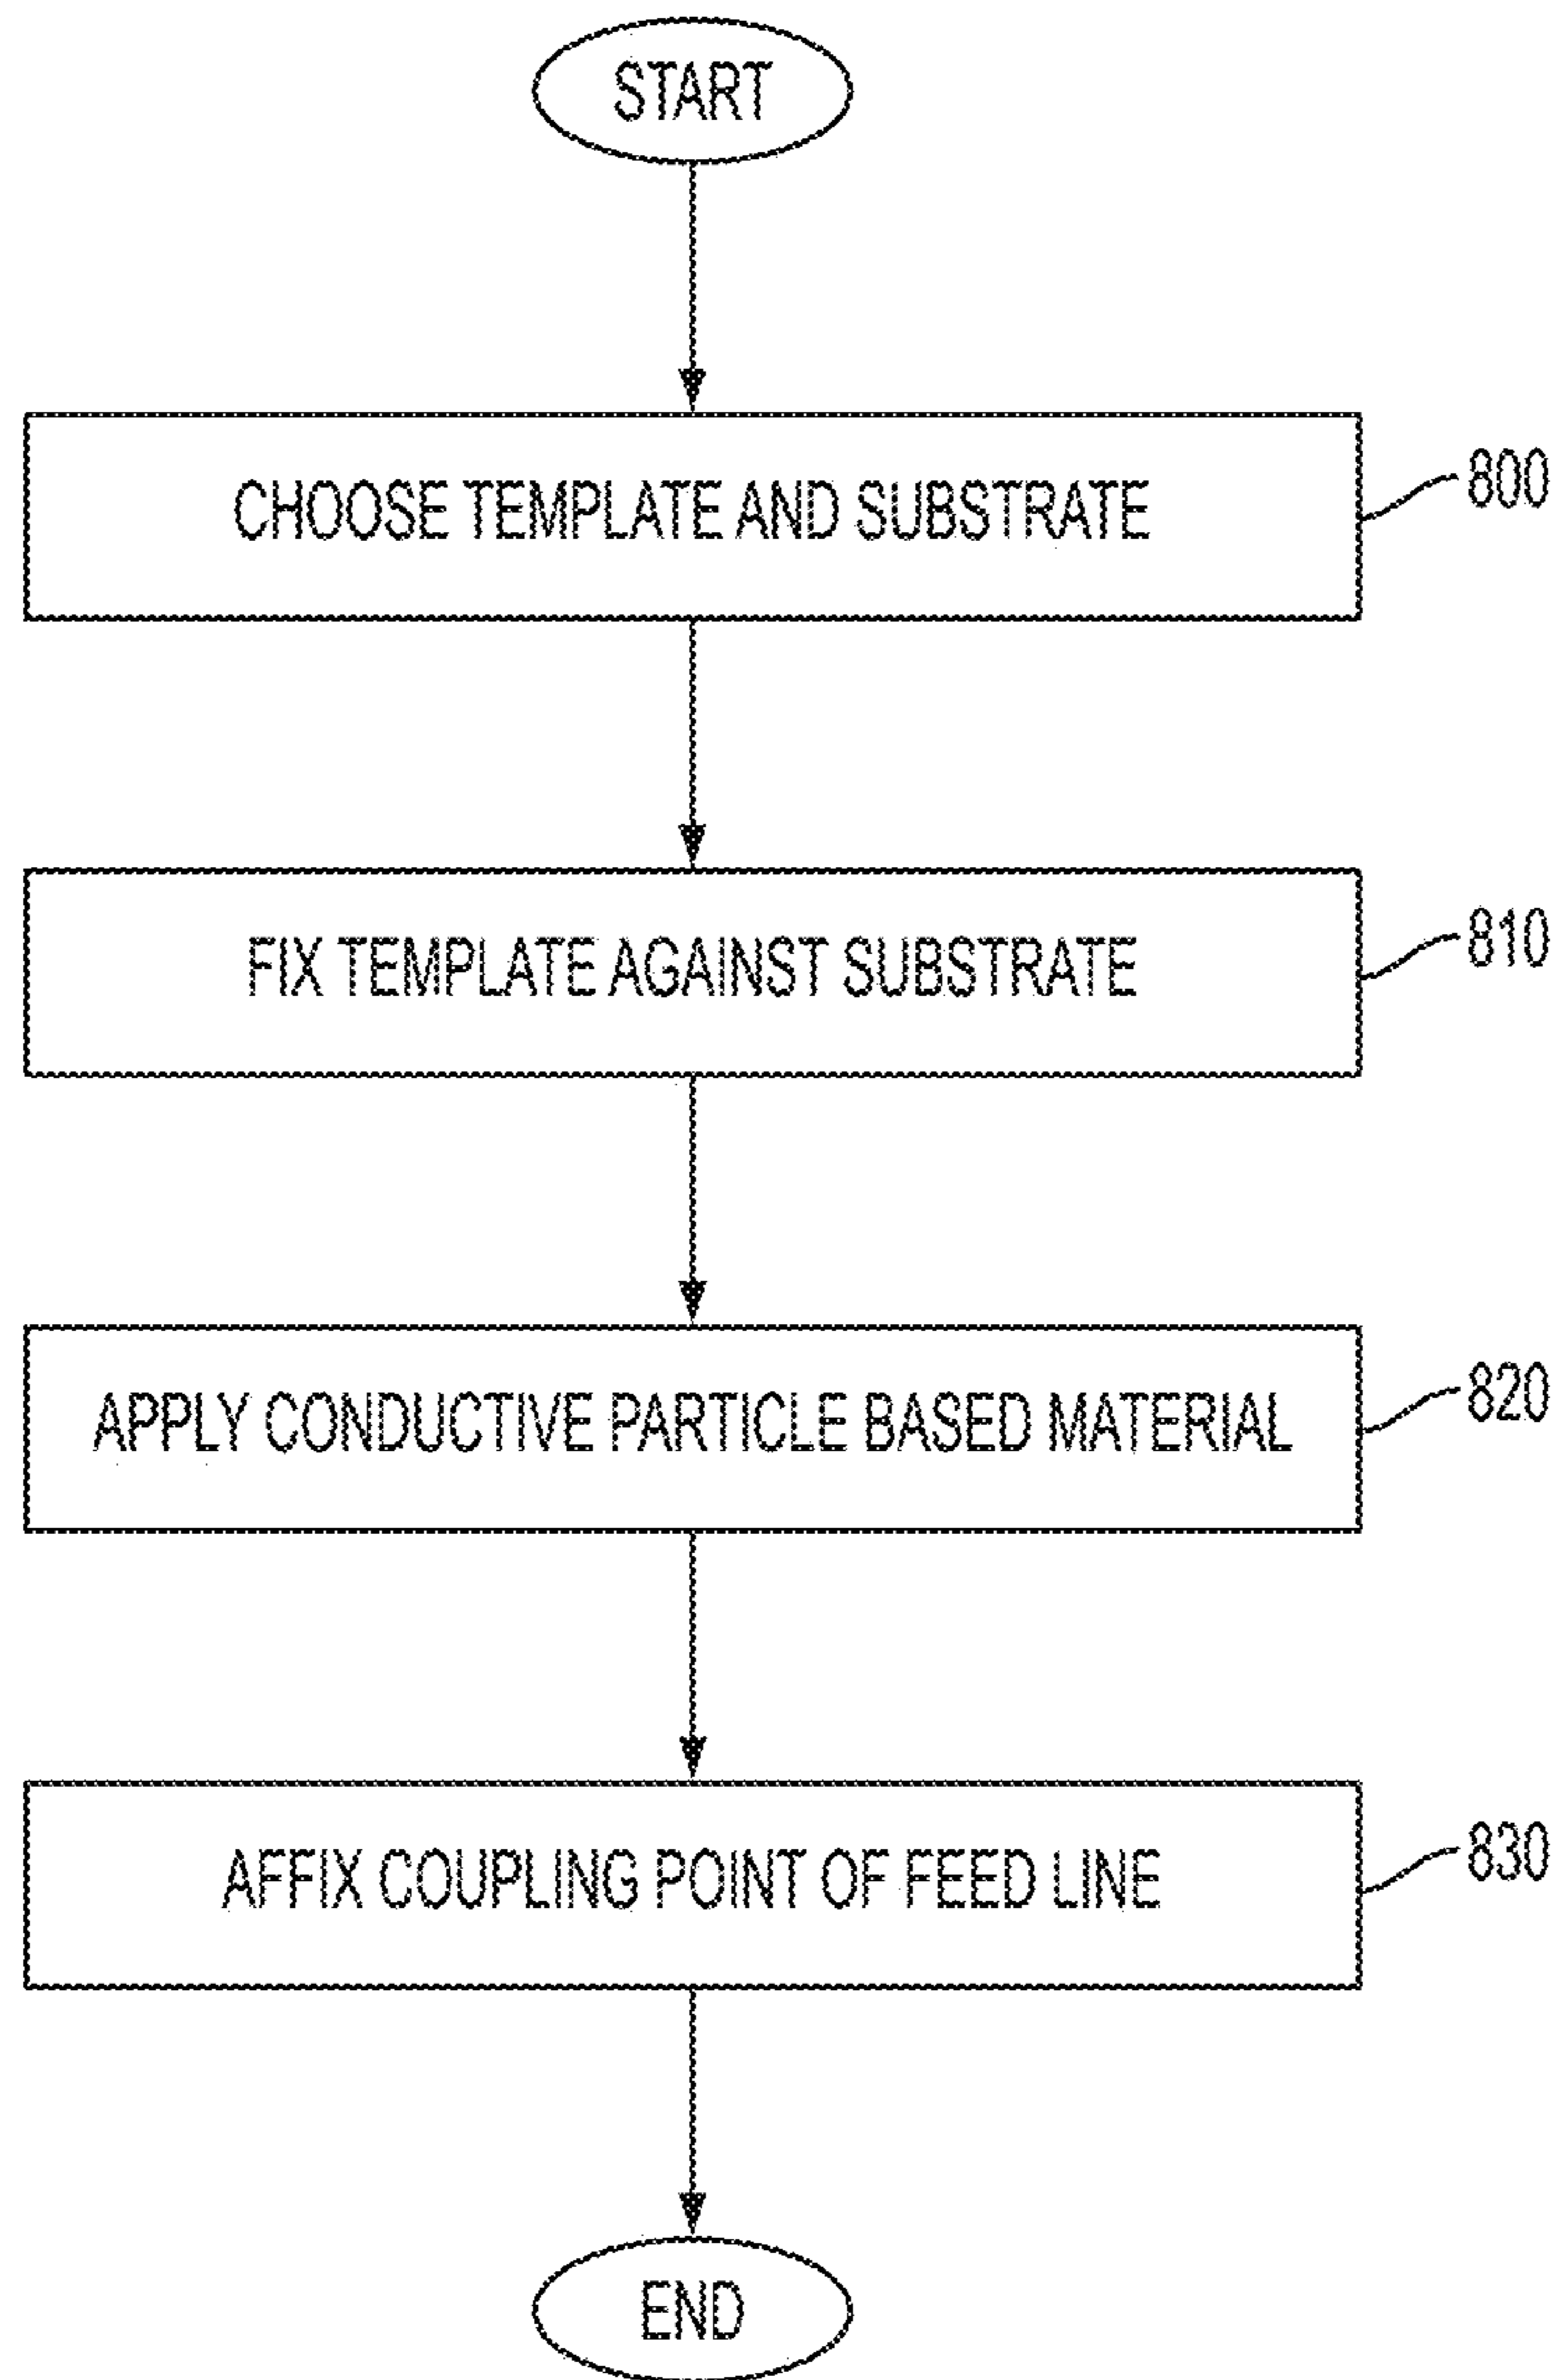 START
CHOOSE TEMPLATE AND SUBSTRATE
800
FIX TEMPLATE AGAINST SUBSTRATE
810
APPLY CONDUCTIVE PARTICLE BASED MATERIAL
820
AFFIX COUPLING POINT OF FEED LINE
830
END